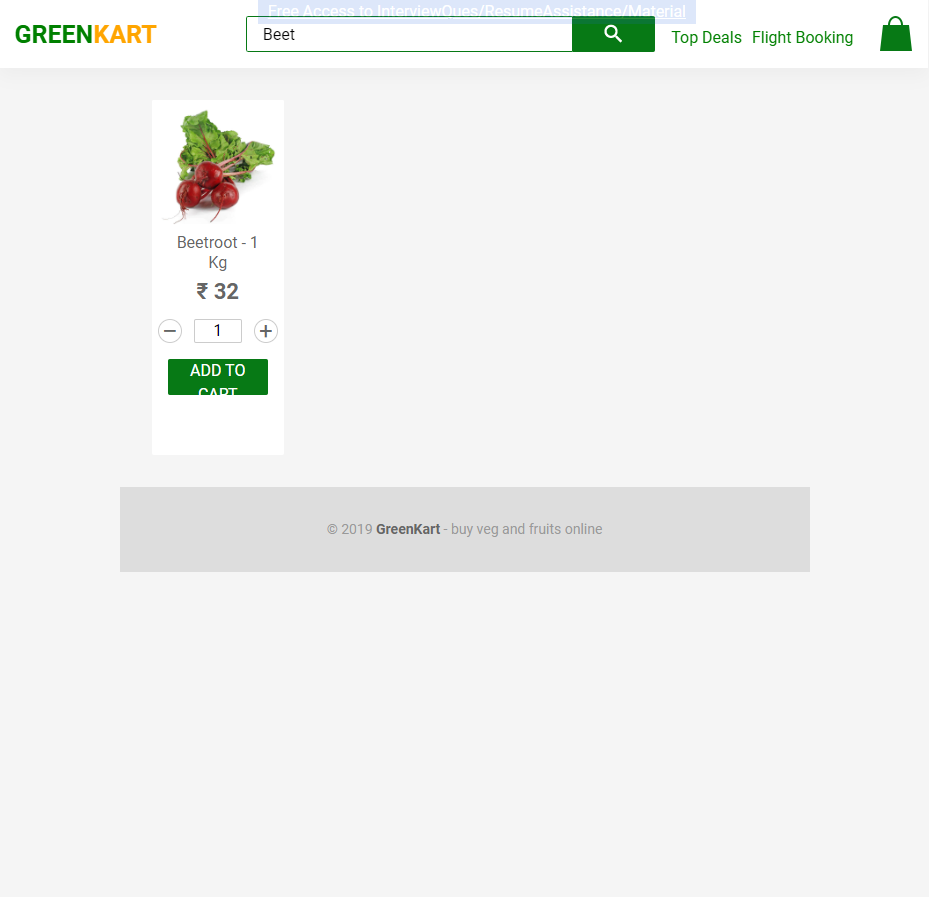 Free Access to InterviewQues/ResumeAssistance/Material
GREENKART
Beet
Top Deals Flight Booking
Beetroot - 1
Kg
₹ 32
1
ADD TO
CART
© 2019 GreenKart - buy veg and fruits online